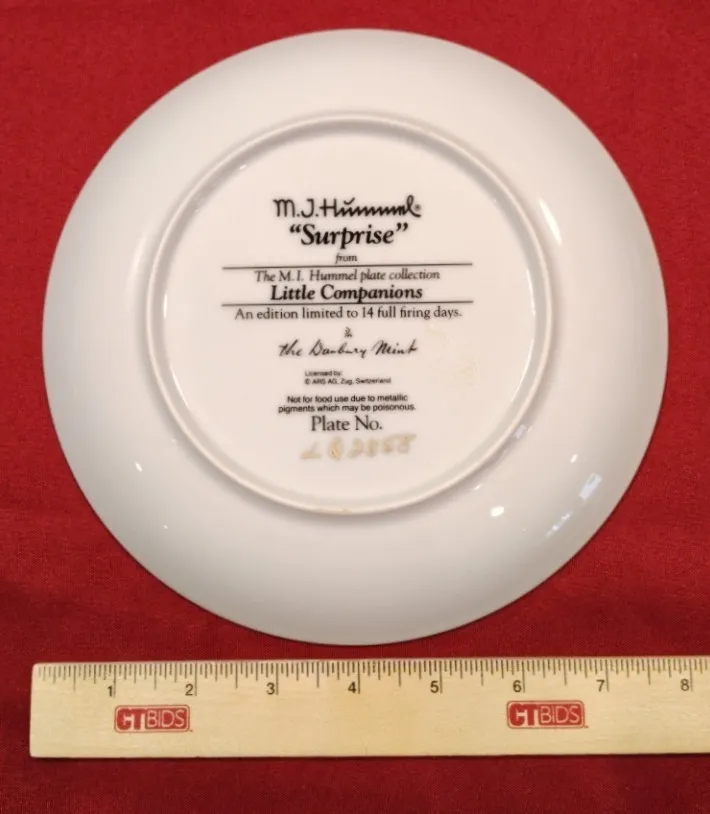 M.J.Hummel®
“Surprise”
from
The M.I. Hummel plate collection
Little Companions
An edition limited to 14 full firing days.
&
the Danbury Mint
Licensed by:
© ARS AG, Zug, Switzerland
Not for food use due to metallic
pigments which may be poisonous.
Plate No.
1 2 3 4 5 6 7 8
CTBIDS CTBIDS